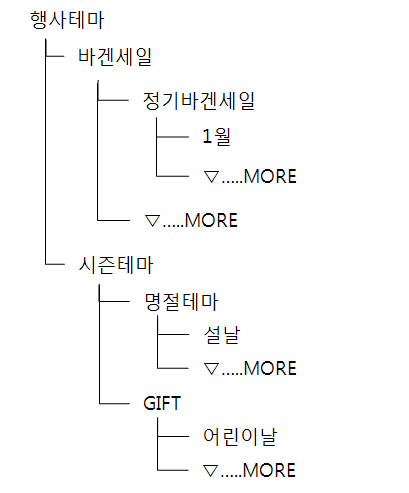 행사테마
바겐세일
정기바겐세일
1월
▽.....MORE
▽.....MORE
시즌테마
명절테마
설날
▽.....MORE
GIFT
어린이날
▽.....MORE